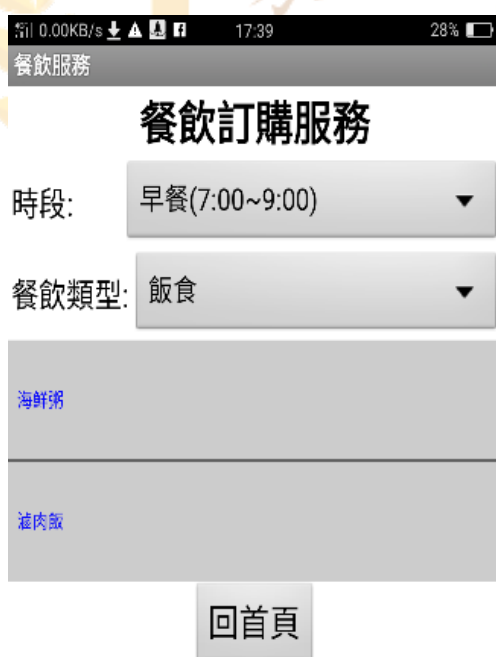 0.00KB/s 17:39 28%
餐飲服務
餐飲訂購服務
時段: 早餐(7:00~9:00)
餐飲類型: 飯食
海鮮粥
滷肉飯
回首頁